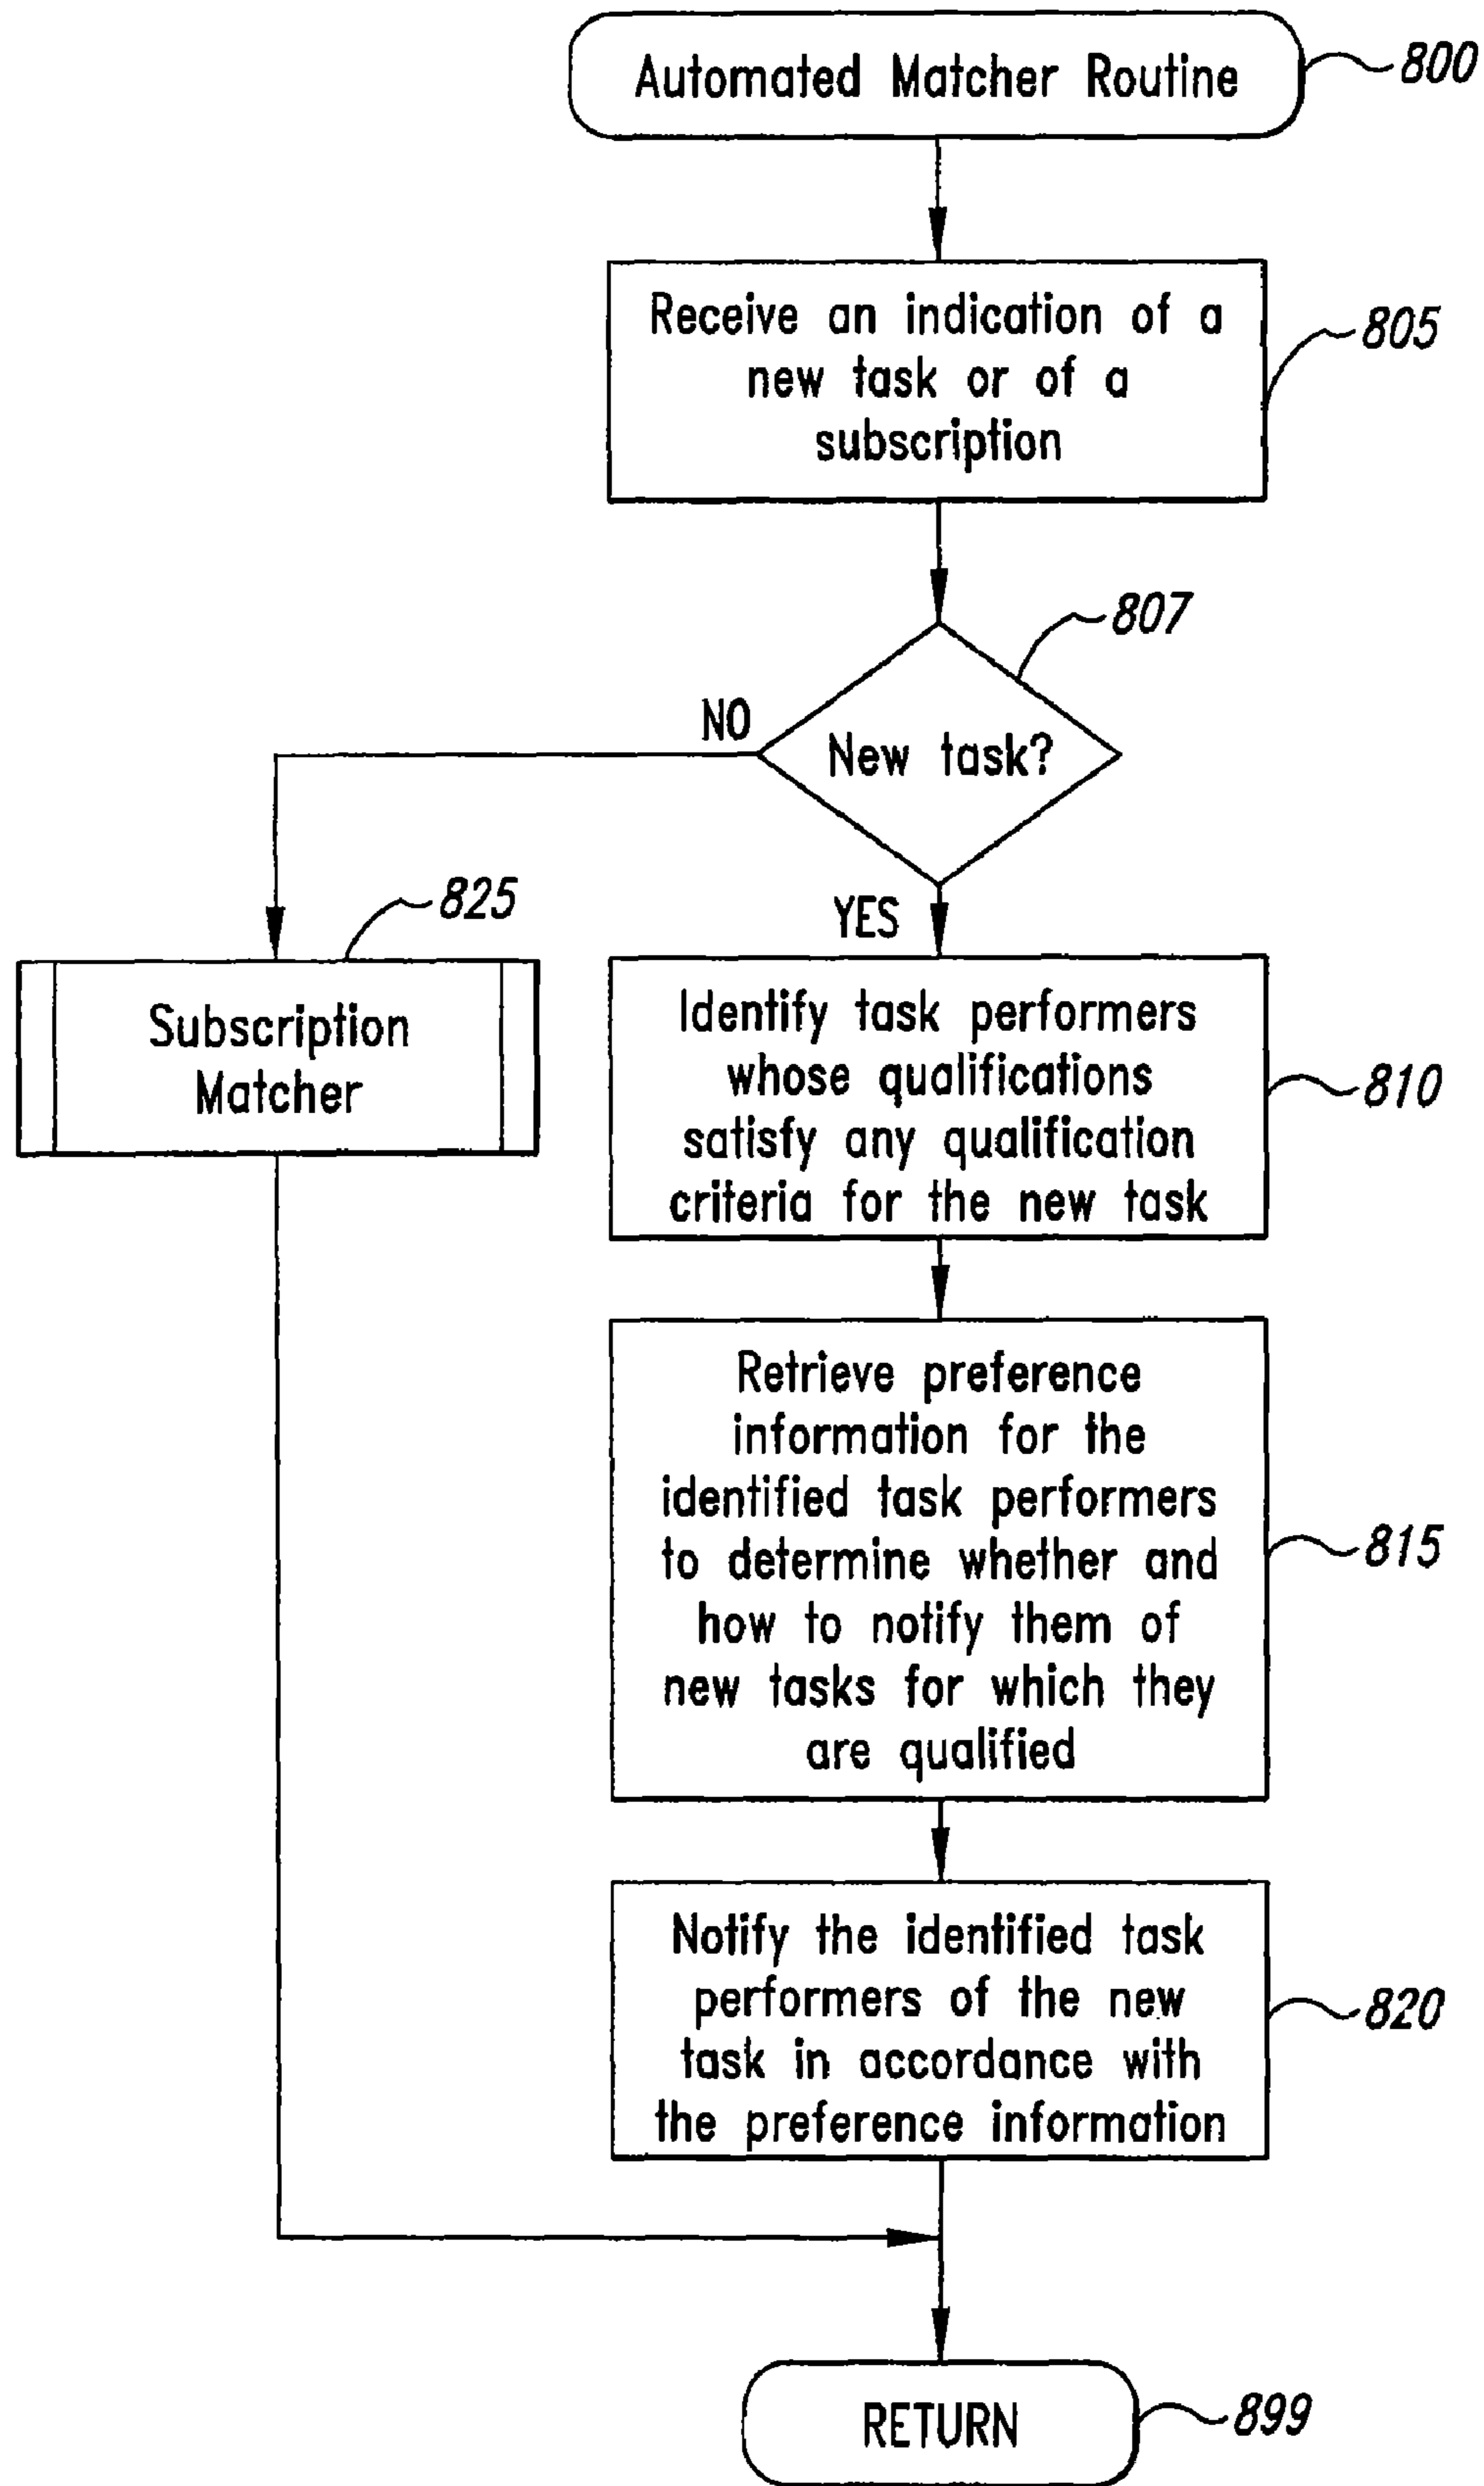 Automated Matcher Routine
800
Receive an indication of a
new task or of a
subscription
805
807
New task?
NO
YES
825
Subscription
Matcher
Identify task performers
whose qualifications
satisfy any qualification
criteria for the new task
810
Retrieve preference
information for the
identified task performers
to determine whether and
how to notify them of
new tasks for which they
are qualified
815
Notify the identified task
performers of the new
task in accordance with
the preference information
820
RETURN
899